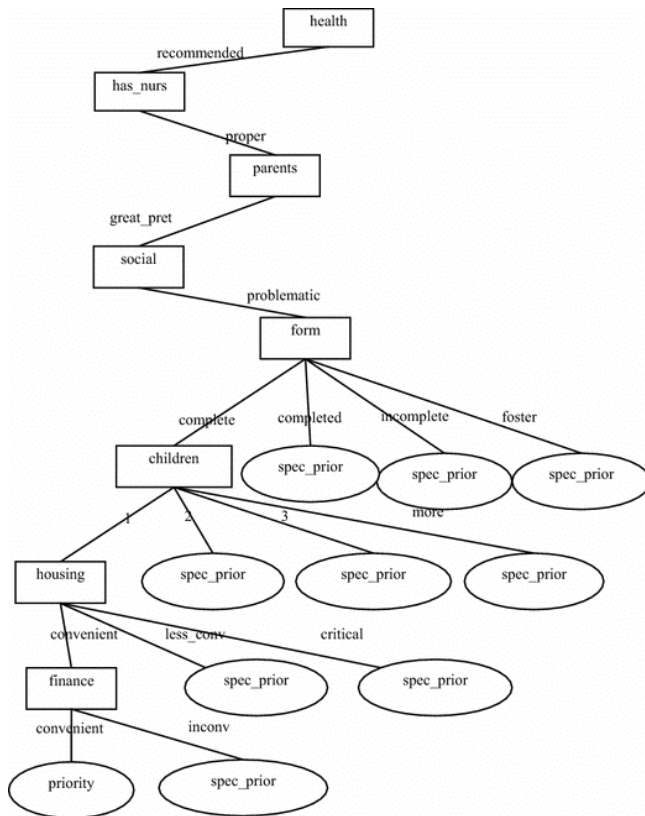 health
recommended
has_nurs
proper
parents
great_pret
social
problematic
form
complete completed incomplete foster
children spec_prior spec_prior spec_prior
1 2 3 more
housing spec_prior spec_prior spec_prior
convenient less_conv critical
finance spec_prior spec_prior
convenient inconv
priority spec_prior